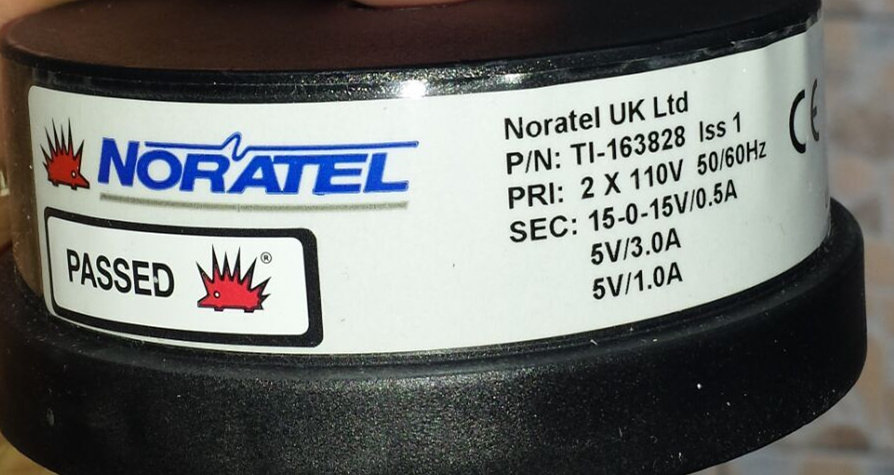 NORATEL
PASSED ®
Noratel UK Ltd
P/N: TI-163828 Iss 1
PRI: 2 X 110V 50/60Hz
SEC: 15-0-15V/0.5A
5V/3.0A
5V/1.0A
CE